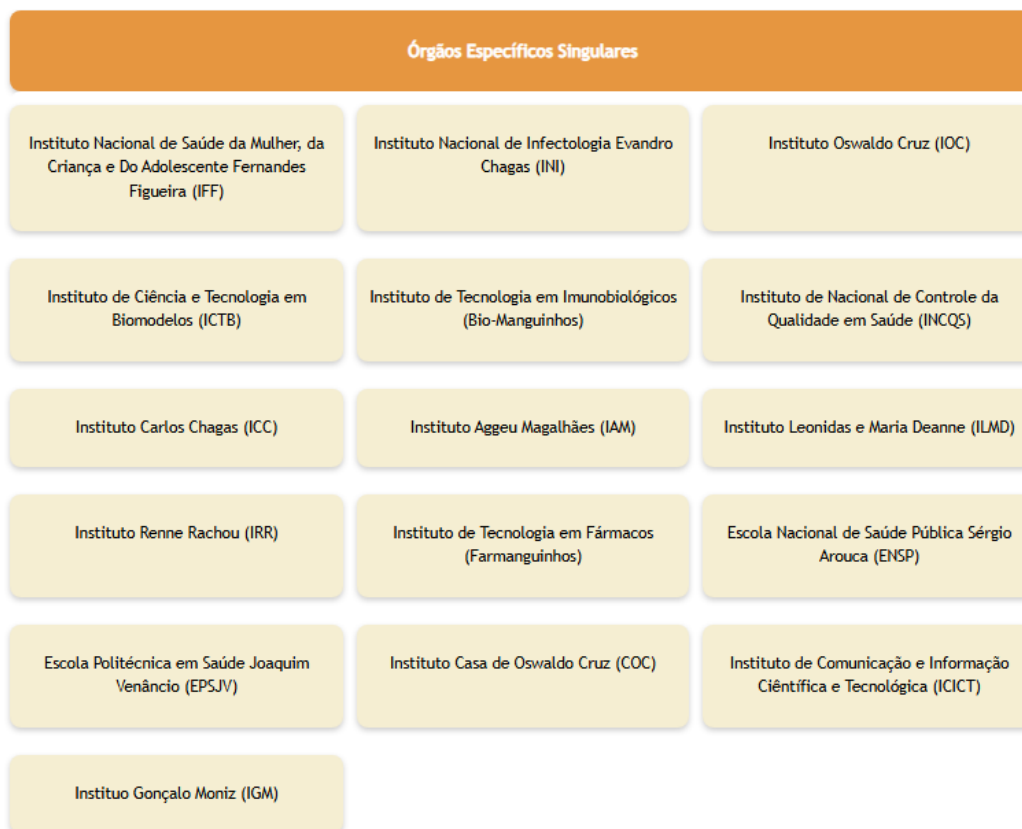 Órgãos Específicos Singulares
Instituto Nacional de Saúde da Mulher, da
Criança e Do Adolescente Fernandes
Figueira (IFF)
Instituto Nacional de Infectologia Evandro
Chagas (INI)
Instituto Oswaldo Cruz (IOC)
Instituto de Ciência e Tecnologia em
Biomodelos (ICTB)
Instituto de Tecnologia em Imunobiológicos
(Bio-Manguinhos)
Instituto de Nacional de Controle da
Qualidade em Saúde (INCQS)
Instituto Carlos Chagas (ICC)
Instituto Aggeu Magalhães (IAM)
Instituto Leonidas e Maria Deanne (ILMD)
Instituto Renne Rachou (IRR)
Instituto de Tecnologia em Fármacos
(Farmanguinhos)
Escola Nacional de Saúde Pública Sérgio
Arouca (ENSP)
Escola Politécnica em Saúde Joaquim
Venâncio (EPSJV)
Instituto Casa de Oswaldo Cruz (COC)
Instituto de Comunicação e Informação
Ciêntífica e Tecnológica (ICICT)
Instituo Gonçalo Moniz (IGM)